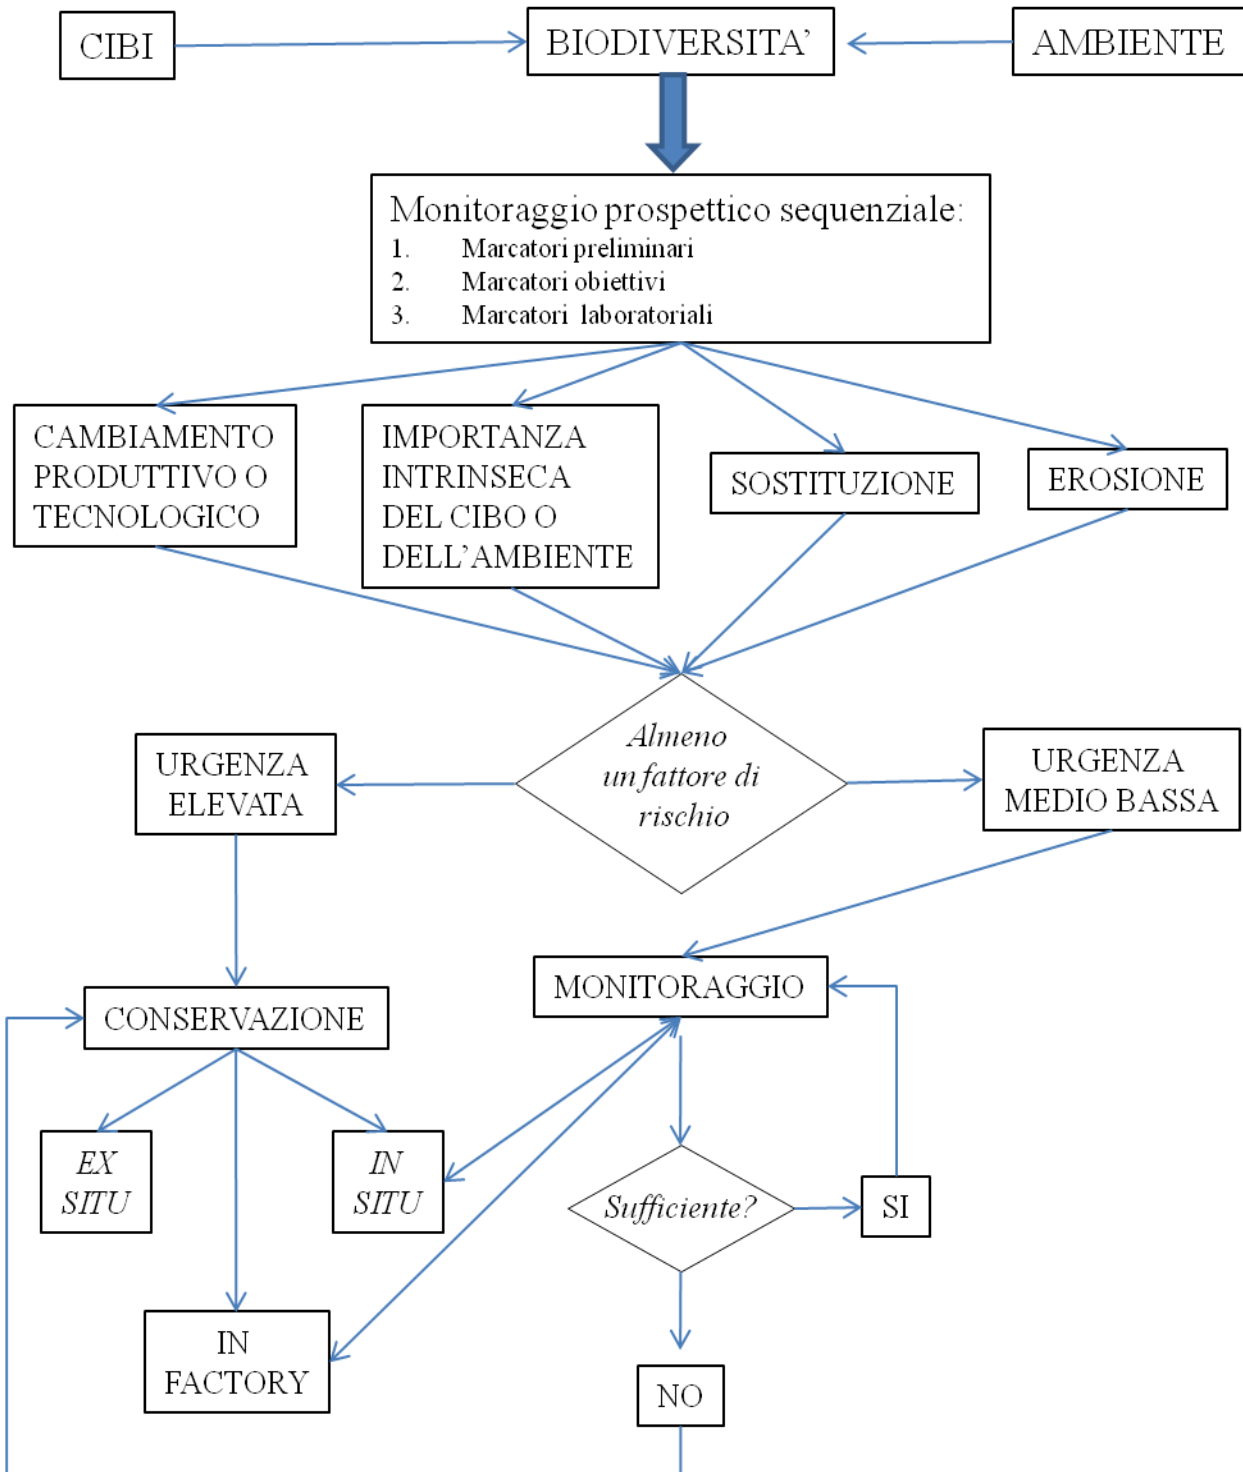 CIBI
BIODIVERSITA’
AMBIENTE
Monitoraggio prospettico sequenziale:
1. Marcatori preliminari
2. Marcatori obiettivi
3. Marcatori laboratoriali
CAMBIAMENTO
PRODUTTIVO O
TECNOLOGICO
IMPORTANZA
INTRINSECA
DEL CIBO O
DELL’AMBIENTE
SOSTITUZIONE
EROSIONE
Almeno
un fattore di
rischio
URGENZA
ELEVATA
URGENZA
MEDIO BASSA
MONITORAGGIO
CONSERVAZIONE
EX
SITU
IN
SITU
Sufficiente?
SI
IN
FACTORY
NO